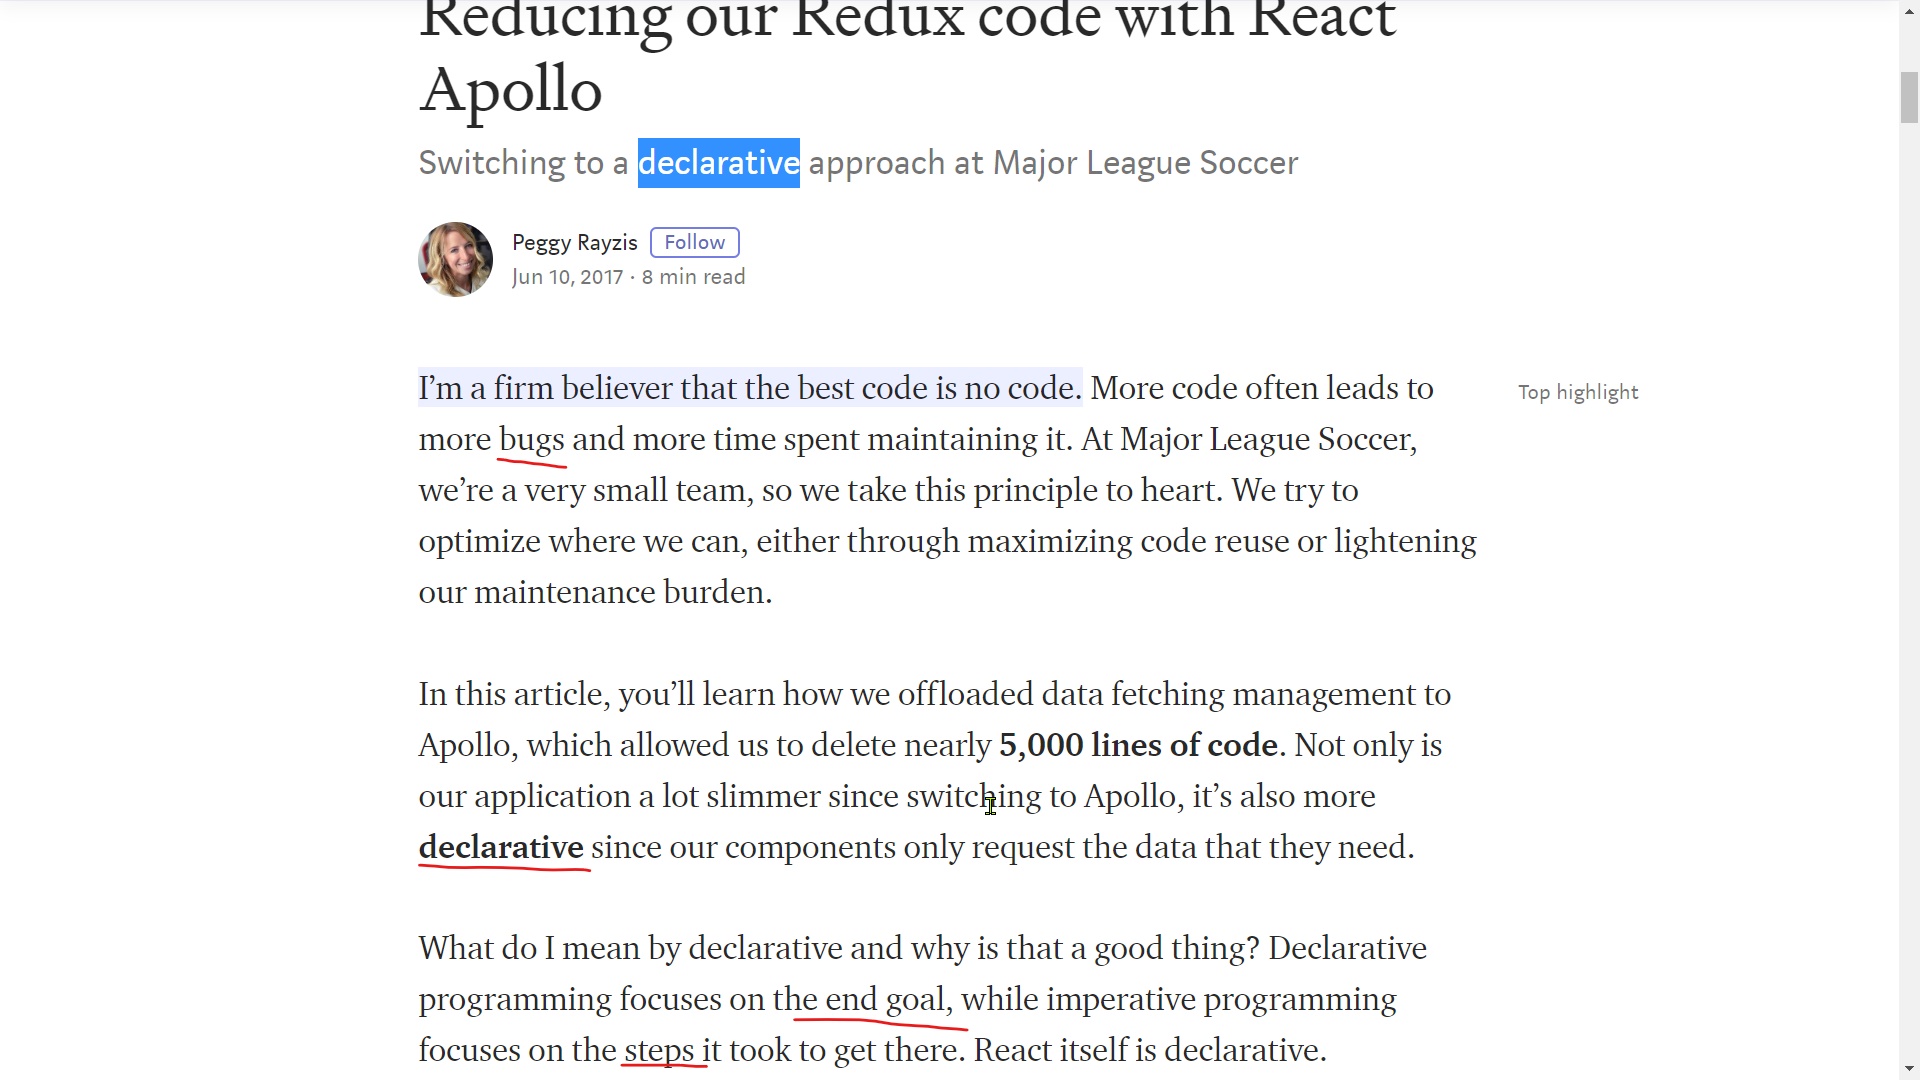 Reducing our Redux code with React
Apollo
Switching to a declarative approach at Major League Soccer
Peggy Rayzis Follow
Jun 10, 2017 · 8 min read
I’m a firm believer that the best code is no code. More code often leads to
Top highlight
more bugs and more time spent maintaining it. At Major League Soccer,
we’re a very small team, so we take this principle to heart. We try to
optimize where we can, either through maximizing code reuse or lightening
our maintenance burden.
In this article, you’ll learn how we offloaded data fetching management to
Apollo, which allowed us to delete nearly 5,000 lines of code. Not only is
our application a lot slimmer since switching to Apollo, it’s also more
declarative since our components only request the data that they need.
What do I mean by declarative and why is that a good thing? Declarative
programming focuses on the end goal, while imperative programming
focuses on the steps it took to get there. React itself is declarative.